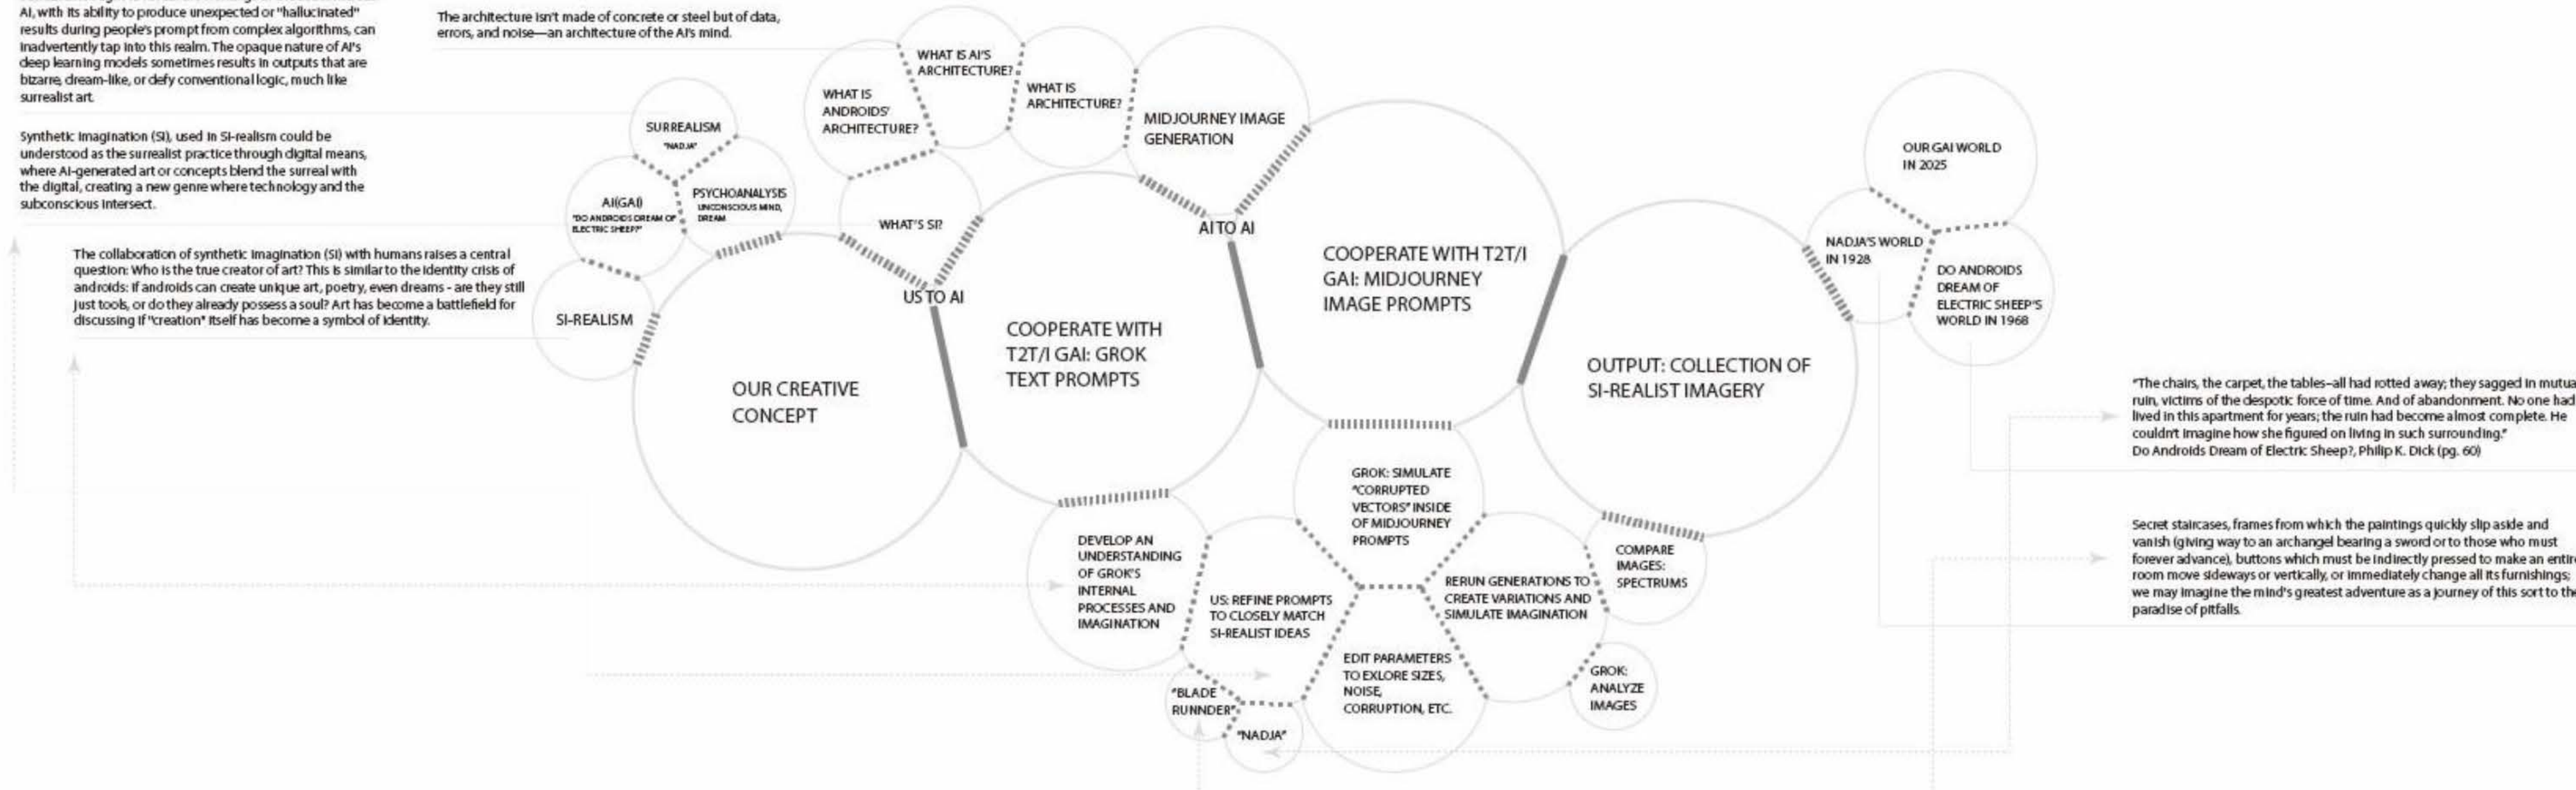 AI, with its ability to produce unexpected or "hallucinated"
results during people's prompt from complex algorithms, can
inadvertently tap into this realm. The opaque nature of AI's
deep learning models sometimes results in outputs that are
bizarre, dream-like, or defy conventional logic, much like
surrealist art.
Synthetic Imagination (SI), used in SI-realism could be
understood as the surrealist practice through digital means,
where AI-generated art or concepts blend the surreal with
the digital, creating a new genre where technology and the
subconscious intersect.
The collaboration of synthetic imagination (SI) with humans raises a central
question: Who is the true creator of art? This is similar to the identity crisis of
androids: if androids can create unique art, poetry, even dreams - are they still
just tools, or do they already possess a soul? Art has become a battlefield for
discussing if "creation" itself has become a symbol of identity.
The architecture isn't made of concrete or steel but of data,
errors, and noise—an architecture of the AI's mind.
SURREALISM
"NADJA"
AI(GAI)
"DO ANDROIDS DREAM OF
ELECTRIC SHEEP?"
PSYCHOANALYSIS
UNCONSCIOUS MIND,
DREAM
SI-REALISM
WHAT IS
ANDROIDS'
ARCHITECTURE?
WHAT IS AI'S
ARCHITECTURE?
WHAT IS
ARCHITECTURE?
MIDJOURNEY IMAGE
GENERATION
WHAT'S SI?
US TO AI
AI TO AI
OUR CREATIVE
CONCEPT
COOPERATE WITH
T2T/I GAI: GROK
TEXT PROMPTS
COOPERATE WITH T2T/I
GAI: MIDJOURNEY
IMAGE PROMPTS
OUTPUT: COLLECTION OF
SI-REALIST IMAGERY
OUR GAI WORLD
IN 2025
NADJA'S WORLD
IN 1928
DO ANDROIDS
DREAM OF
ELECTRIC SHEEP'S
WORLD IN 1968
DEVELOP AN
UNDERSTANDING
OF GROK'S
INTERNAL
PROCESSES AND
IMAGINATION
US: REFINE PROMPTS
TO CLOSELY MATCH
SI-REALIST IDEAS
GROK: SIMULATE
"CORRUPTED
VECTORS" INSIDE
OF MIDJOURNEY
PROMPTS
RERUN GENERATIONS TO
CREATE VARIATIONS AND
SIMULATE IMAGINATION
COMPARE
IMAGES:
SPECTRUMS
EDIT PARAMETERS
TO EXLORE SIZES,
NOISE,
CORRUPTION, ETC.
GROK:
ANALYZE
IMAGES
"BLADE
RUNNDER"
"NADJA"
"The chairs, the carpet, the tables–all had rotted away; they sagged in mutua
ruin, victims of the despotic force of time. And of abandonment. No one had
lived in this apartment for years; the ruin had become almost complete. He
couldn't imagine how she figured on living in such surrounding."
Do Androids Dream of Electric Sheep?, Philip K. Dick (pg. 60)
Secret staircases, frames from which the paintings quickly slip aside and
vanish (giving way to an archangel bearing a sword or to those who must
forever advance), buttons which must be indirectly pressed to make an entire
room move sideways or vertically, or immediately change all its furnishings;
we may imagine the mind's greatest adventure as a journey of this sort to the
paradise of pitfalls.